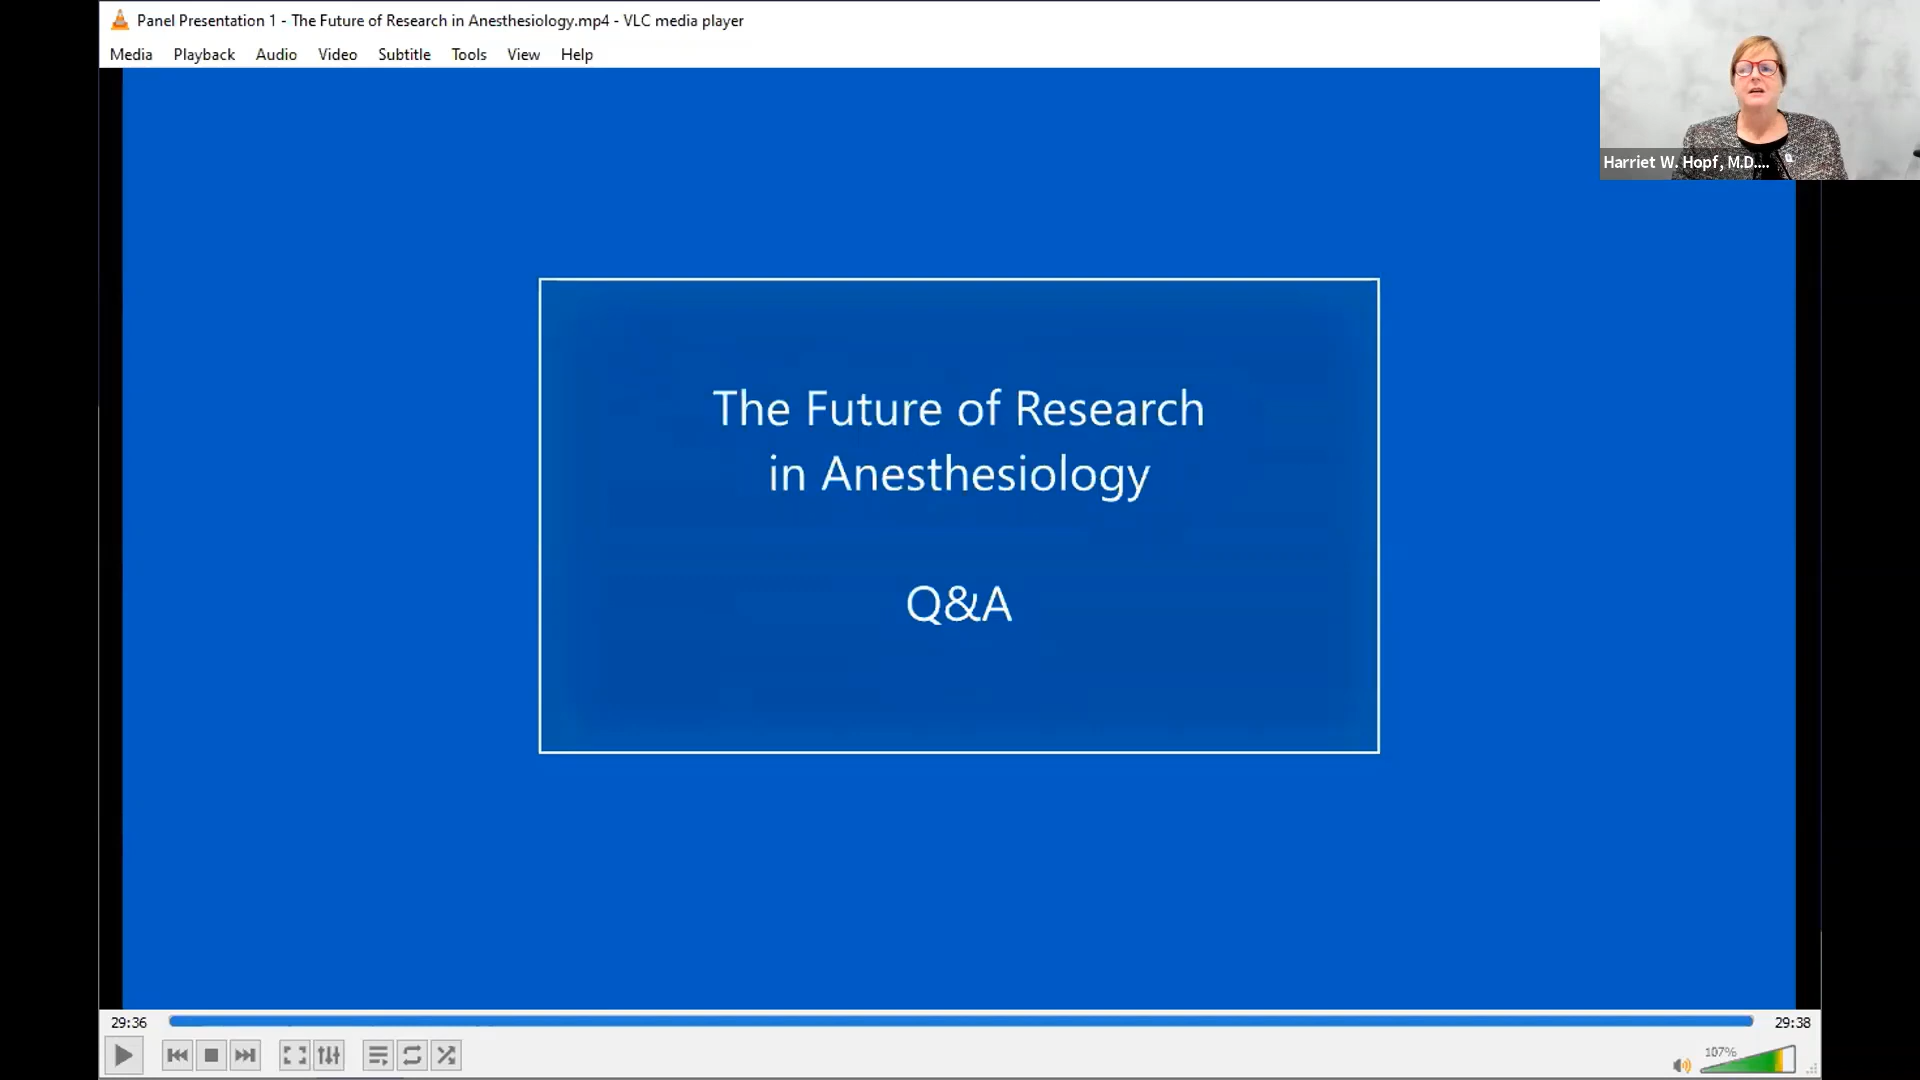 Panel Presentation 1 - The Future of Research in Anesthesiology.mp4 - VLC media player
Media Playback Audio Video Subtitle Tools View Help
Harriet W. Hopf, M.D....
The Future of Research
in Anesthesiology
Q&A
29:36
29:38
107%